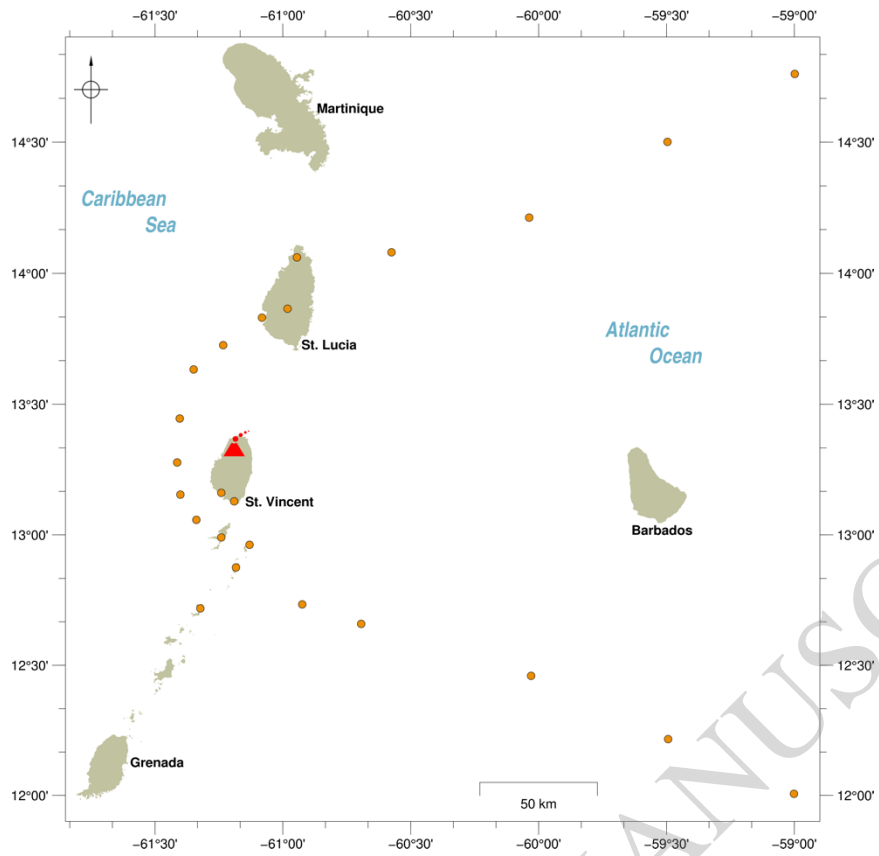 −61°30' −61°00' −60°30' −60°00' −59°30' −59°00'
Martinique
14°30' 14°30'
Caribbean
Sea
14°00' 14°00'
Atlantic
Ocean
St. Lucia
13°30' 13°30'
St. Vincent
Barbados
13°00' 13°00'
12°30' 12°30'
Grenada
12°00' 12°00'
50 km
−61°30' −61°00' −60°30' −60°00' −59°30' −59°00'
ANUSC